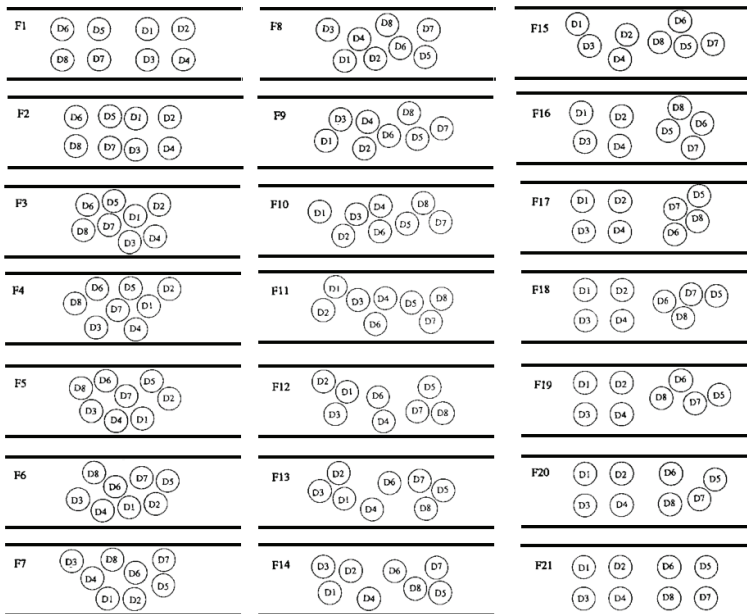 F1 D6 D5 D1 D2
D8 D7 D3 D4
F2 D6 D5 D1 D2
D8 D7 D3 D4
F3 D6 D5 D1 D2
D8 D7 D3 D4
F4 D8 D6 D5 D2
D7 D1
D3 D4
F5 D8 D6 D5
D7 D2
D3 D4 D1
F6 D8 D6 D7 D5
D3 D4 D1 D2
F7 D3 D8 D7
D4 D6 D5
D1 D2
F8 D3 D8 D7
D4 D6
D1 D2 D5
F9 D3 D4 D8
D1 D6 D5 D7
D2
F10 D1 D3 D4 D8
D2 D6 D5 D7
F11 D1 D3 D4 D5 D8
D2 D6 D7
F12 D2 D1 D6 D5
D3 D4 D7 D8
F13 D2 D6 D7
D3 D1 D5
D4 D8
F14 D3 D2 D6 D7
D1 D4 D8 D5
F15 D1 D6
D3 D2 D8 D5 D7
D4
F16 D1 D2 D8
D5 D6
D3 D4 D7
F17 D1 D2 D7 D5
D3 D4 D6 D8
F18 D1 D2 D6 D7 D5
D3 D4 D8
F19 D1 D2 D6
D8 D7 D5
D3 D4
F20 D1 D2 D6 D5
D3 D4 D8 D7
F21 D1 D2 D6 D5
D3 D4 D8 D7